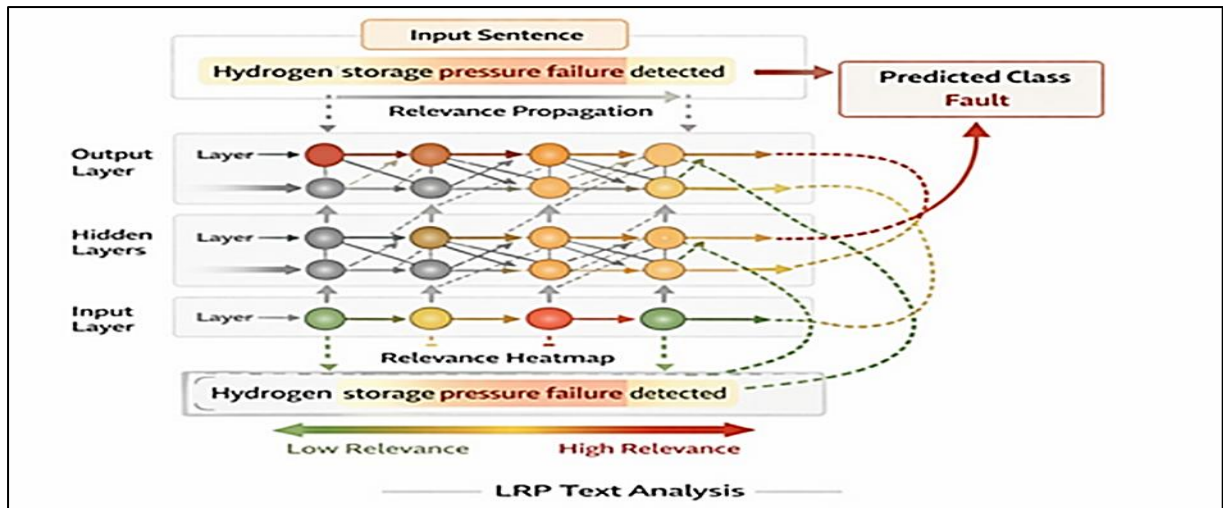 Input Sentence
Hydrogen storage pressure failure detected
Predicted Class
Fault
Relevance Propagation
Output
Layer
Layer
Hidden
Layers
Layer
Input
Layer
Layer
Relevance Heatmap
Hydrogen storage pressure failure detected
Low Relevance
High Relevance
LRP Text Analysis